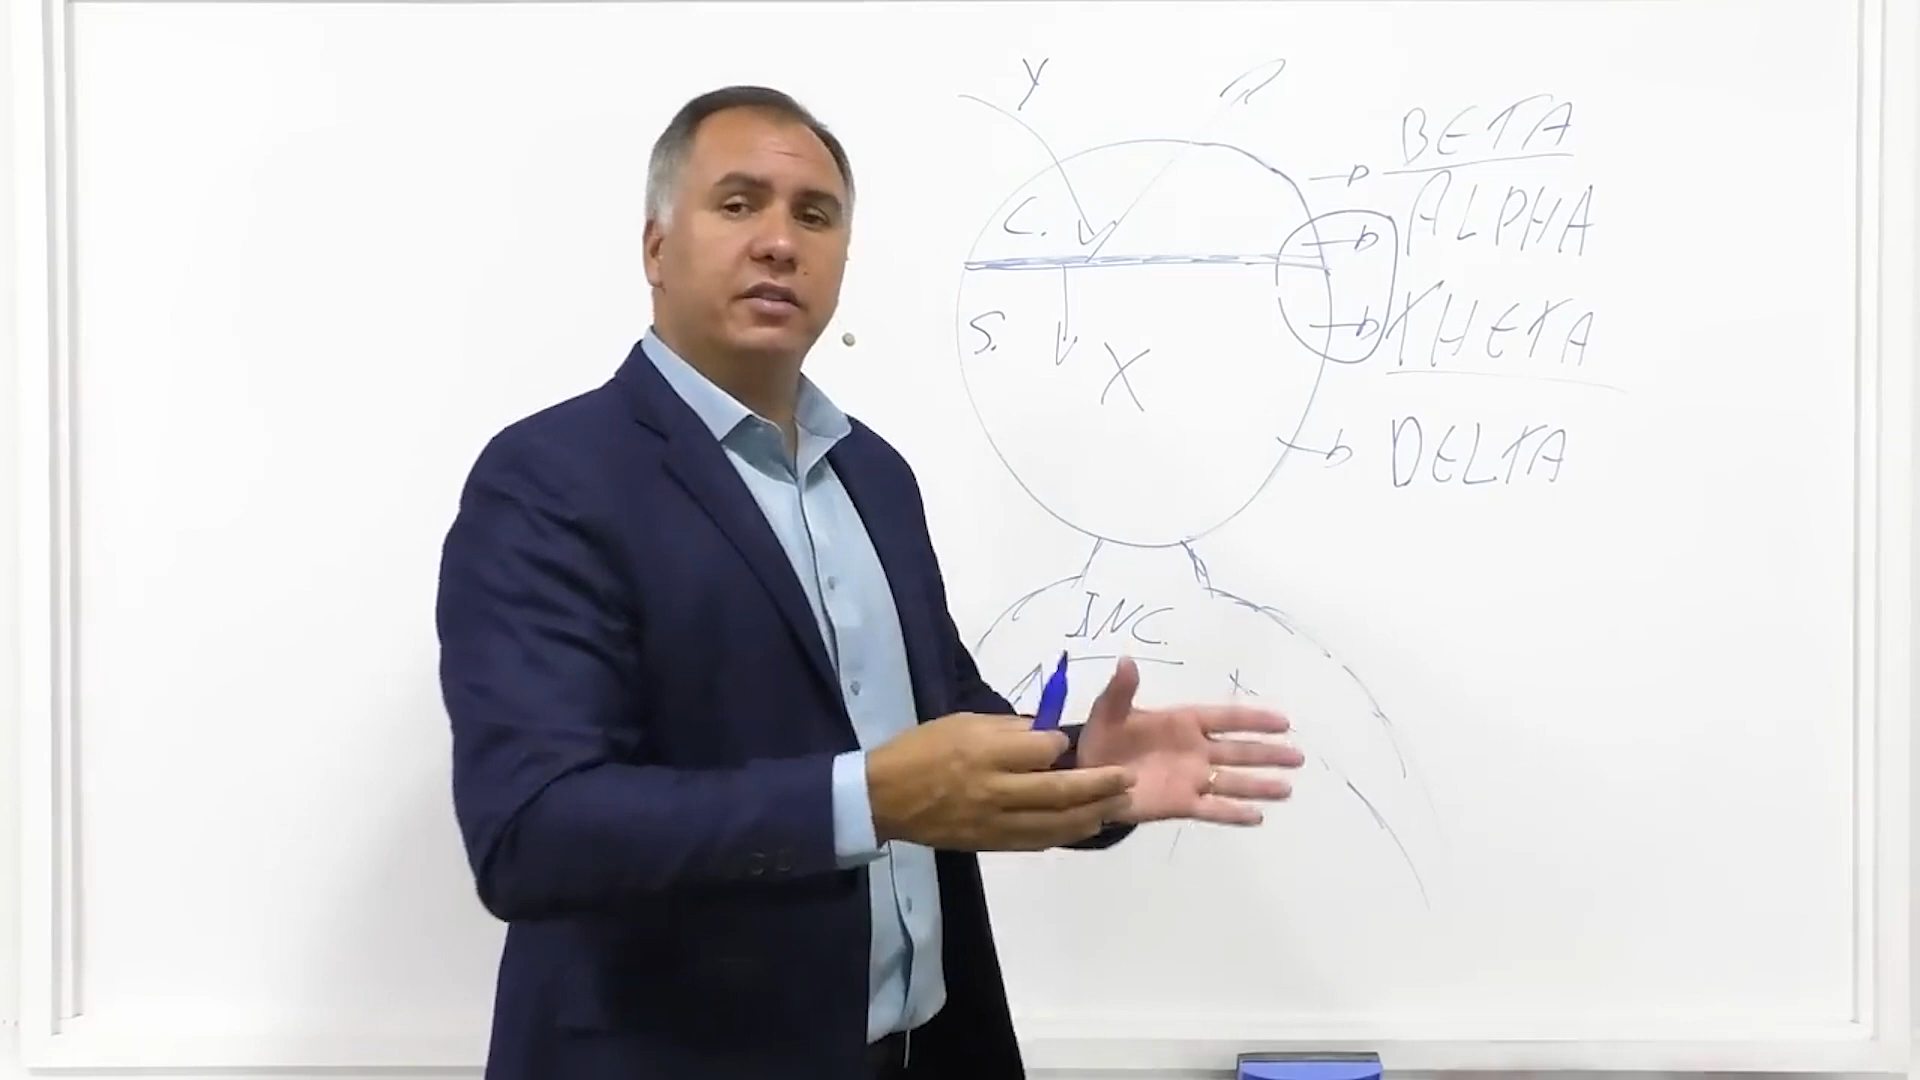 Y
BETA
ALPHA
C.
S.
THETA
X
DELTA
INC.